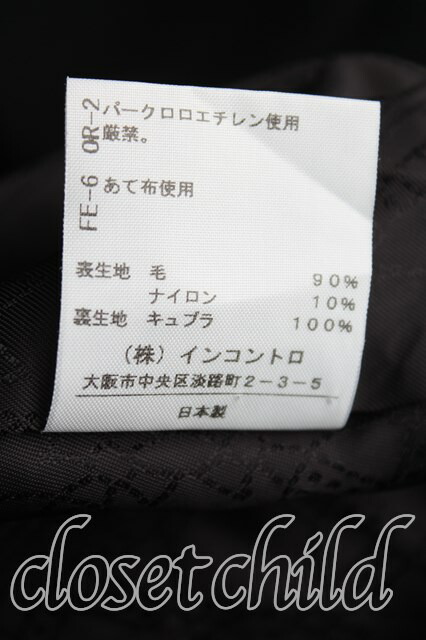 パークロロエチレン使用
厳禁。
あて布使用
FE-6 OR-2
表生地 毛 90%
ナイロン 10%
裏生地 キュプラ 100%
(株) インコントロ
大阪市中央区淡路町2-3-5
日本製
closet child